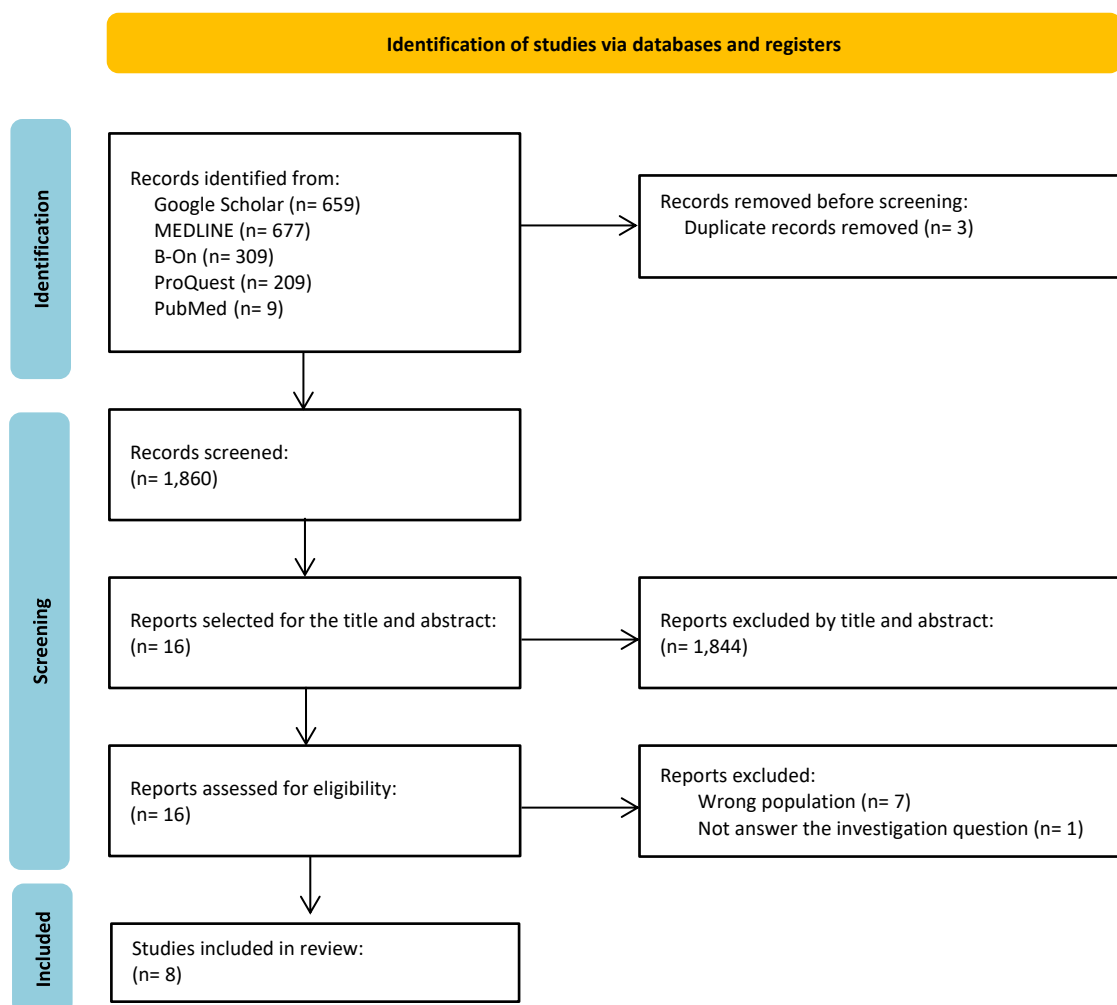 Identification of studies via databases and registers
Identification
Records identified from:
Google Scholar (n= 659)
MEDLINE (n= 677)
B-On (n= 309)
ProQuest (n= 209)
PubMed (n= 9)
Records removed before screening:
Duplicate records removed (n= 3)
Screening
Records screened:
(n= 1,860)
Reports selected for the title and abstract:
(n= 16)
Reports excluded by title and abstract:
(n= 1,844)
Reports assessed for eligibility:
(n= 16)
Reports excluded:
Wrong population (n= 7)
Not answer the investigation question (n= 1)
Included
Studies included in review:
(n= 8)